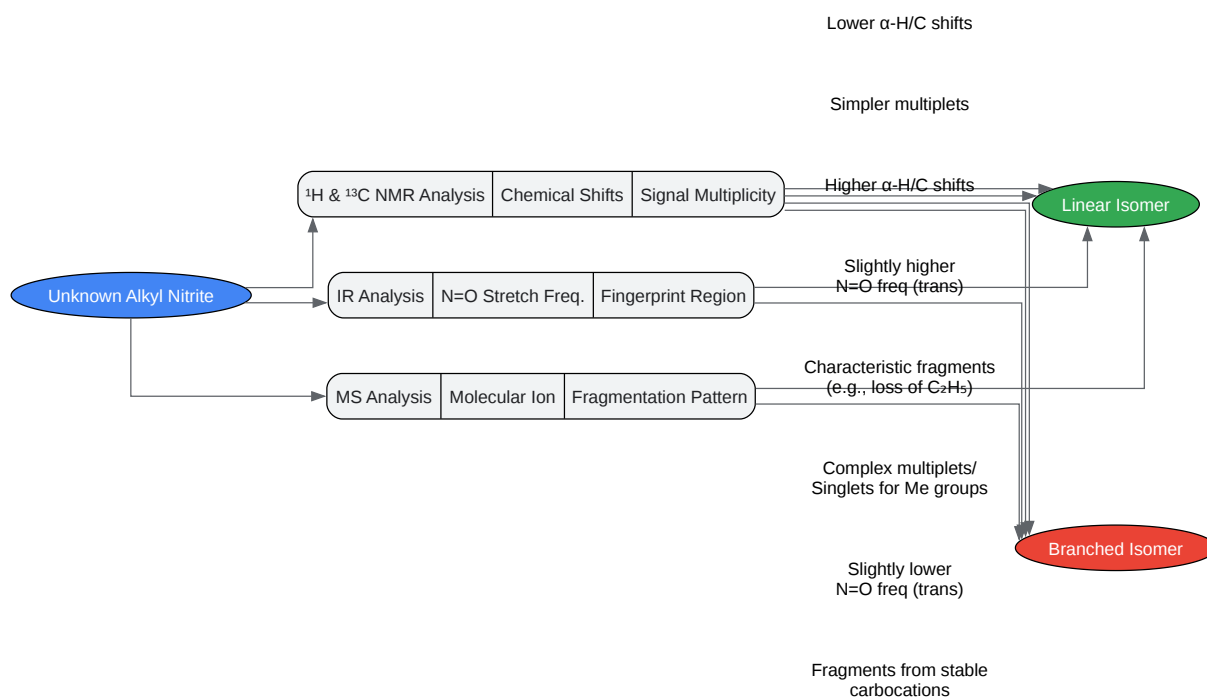 Lower α-H/C shifts
Simpler multiplets
¹H & ¹³C NMR Analysis
Chemical Shifts
Signal Multiplicity
Higher α-H/C shifts
Linear Isomer
Unknown Alkyl Nitrite
IR Analysis
N=O Stretch Freq.
Fingerprint Region
Slightly higher
N=O freq (trans)
MS Analysis
Molecular Ion
Fragmentation Pattern
Characteristic fragments
(e.g., loss of C₂H₅)
Complex multiplets/
Singlets for Me groups
Branched Isomer
Slightly lower
N=O freq (trans)
Fragments from stable
carbocations